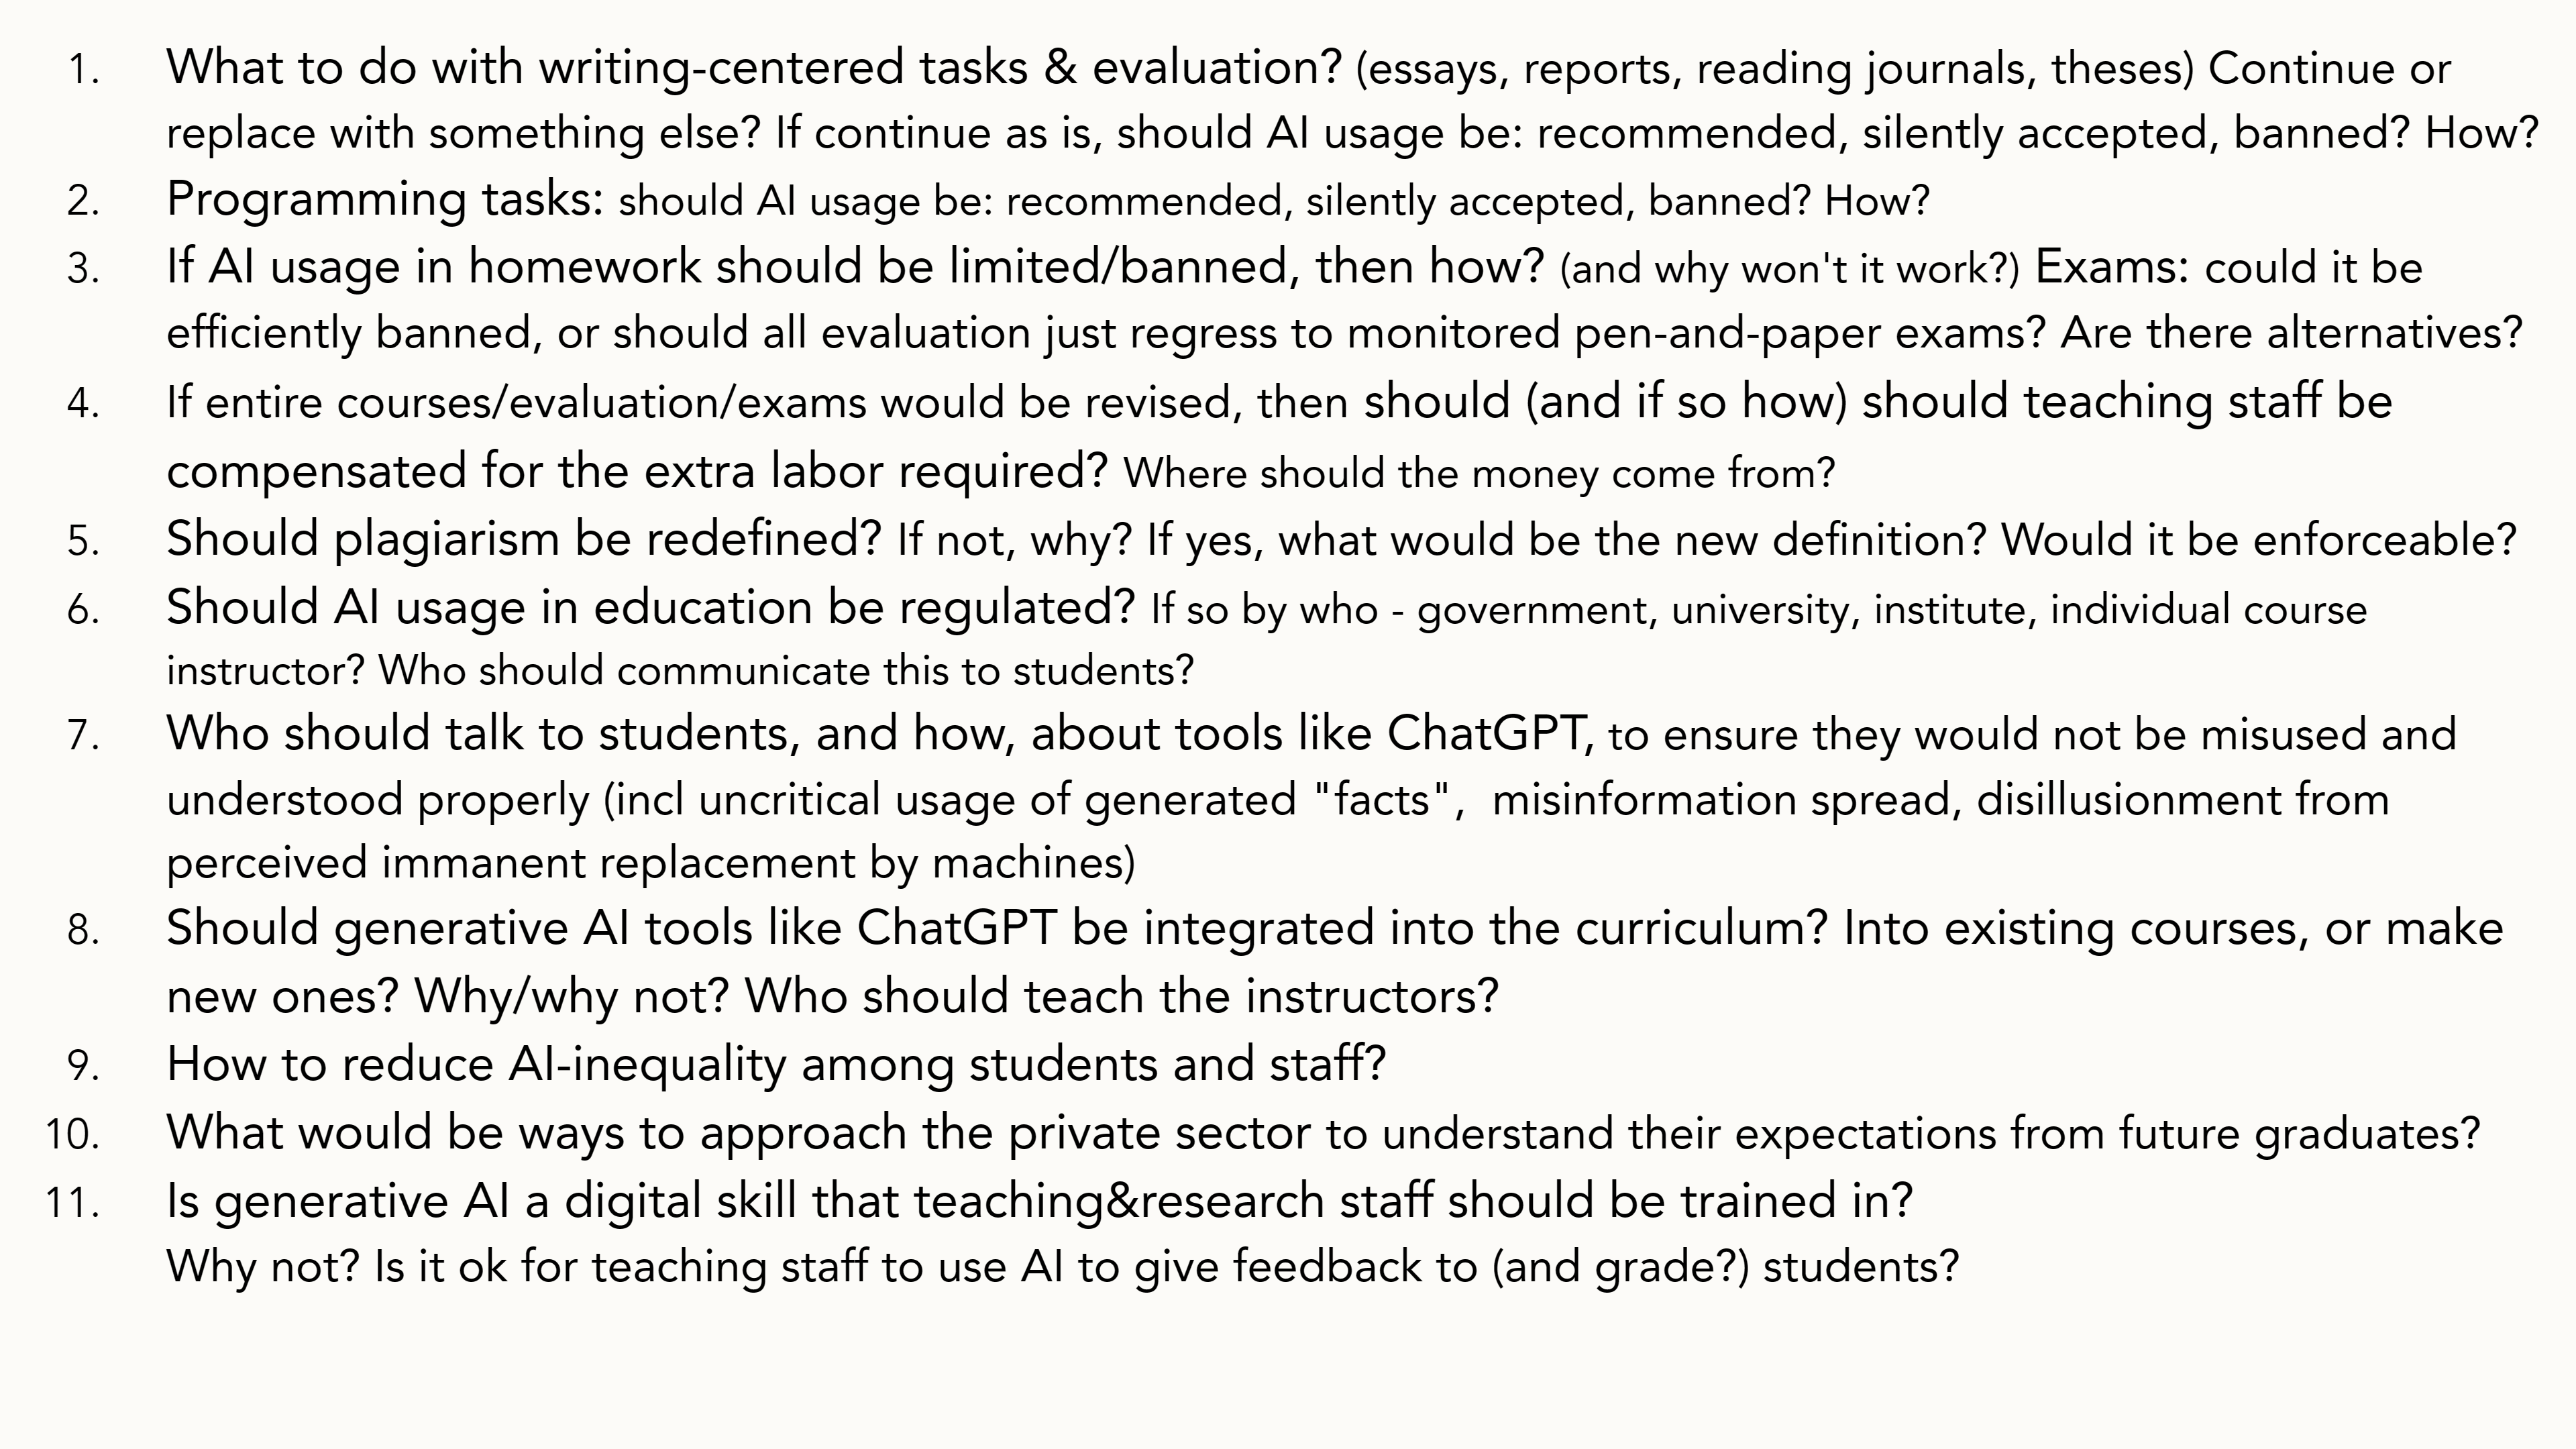 1. What to do with writing-centered tasks & evaluation? (essays, reports, reading journals, theses) Continue or
replace with something else? If continue as is, should AI usage be: recommended, silently accepted, banned? How?
2. Programming tasks: should AI usage be: recommended, silently accepted, banned? How?
3. If AI usage in homework should be limited/banned, then how? (and why won't it work?) Exams: could it be
efficiently banned, or should all evaluation just regress to monitored pen-and-paper exams? Are there alternatives?
4. If entire courses/evaluation/exams would be revised, then should (and if so how) should teaching staff be
compensated for the extra labor required? Where should the money come from?
5. Should plagiarism be redefined? If not, why? If yes, what would be the new definition? Would it be enforceable?
6. Should AI usage in education be regulated? If so by who - government, university, institute, individual course
instructor? Who should communicate this to students?
7. Who should talk to students, and how, about tools like ChatGPT, to ensure they would not be misused and
understood properly (incl uncritical usage of generated "facts",  misinformation spread, disillusionment from
perceived immanent replacement by machines)
8. Should generative AI tools like ChatGPT be integrated into the curriculum? Into existing courses, or make
new ones? Why/why not? Who should teach the instructors?
9. How to reduce AI-inequality among students and staff?
10. What would be ways to approach the private sector to understand their expectations from future graduates?
11. Is generative AI a digital skill that teaching&research staff should be trained in?
Why not? Is it ok for teaching staff to use AI to give feedback to (and grade?) students?